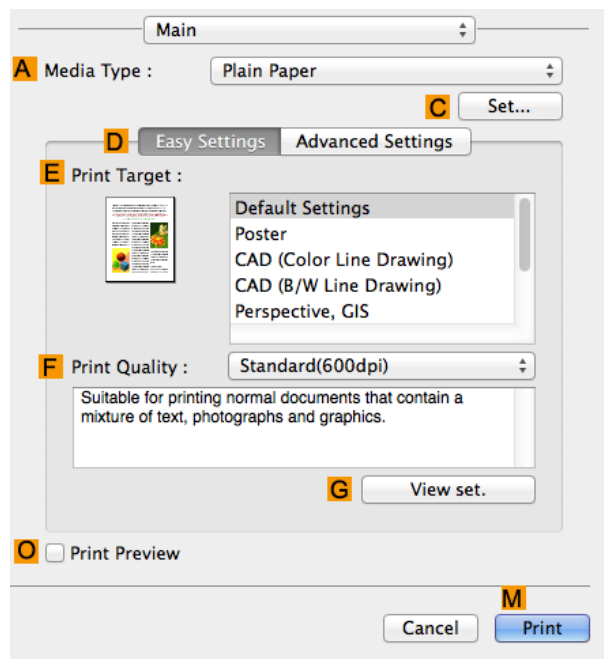 Main
A Media Type : Plain Paper
C Set...
D Easy Settings Advanced Settings
E Print Target :
Default Settings
Poster
CAD (Color Line Drawing)
CAD (B/W Line Drawing)
Perspective, GIS
F Print Quality : Standard(600dpi)
Suitable for printing normal documents that contain a
mixture of text, photographs and graphics.
G View set.
O Print Preview
M
Cancel Print